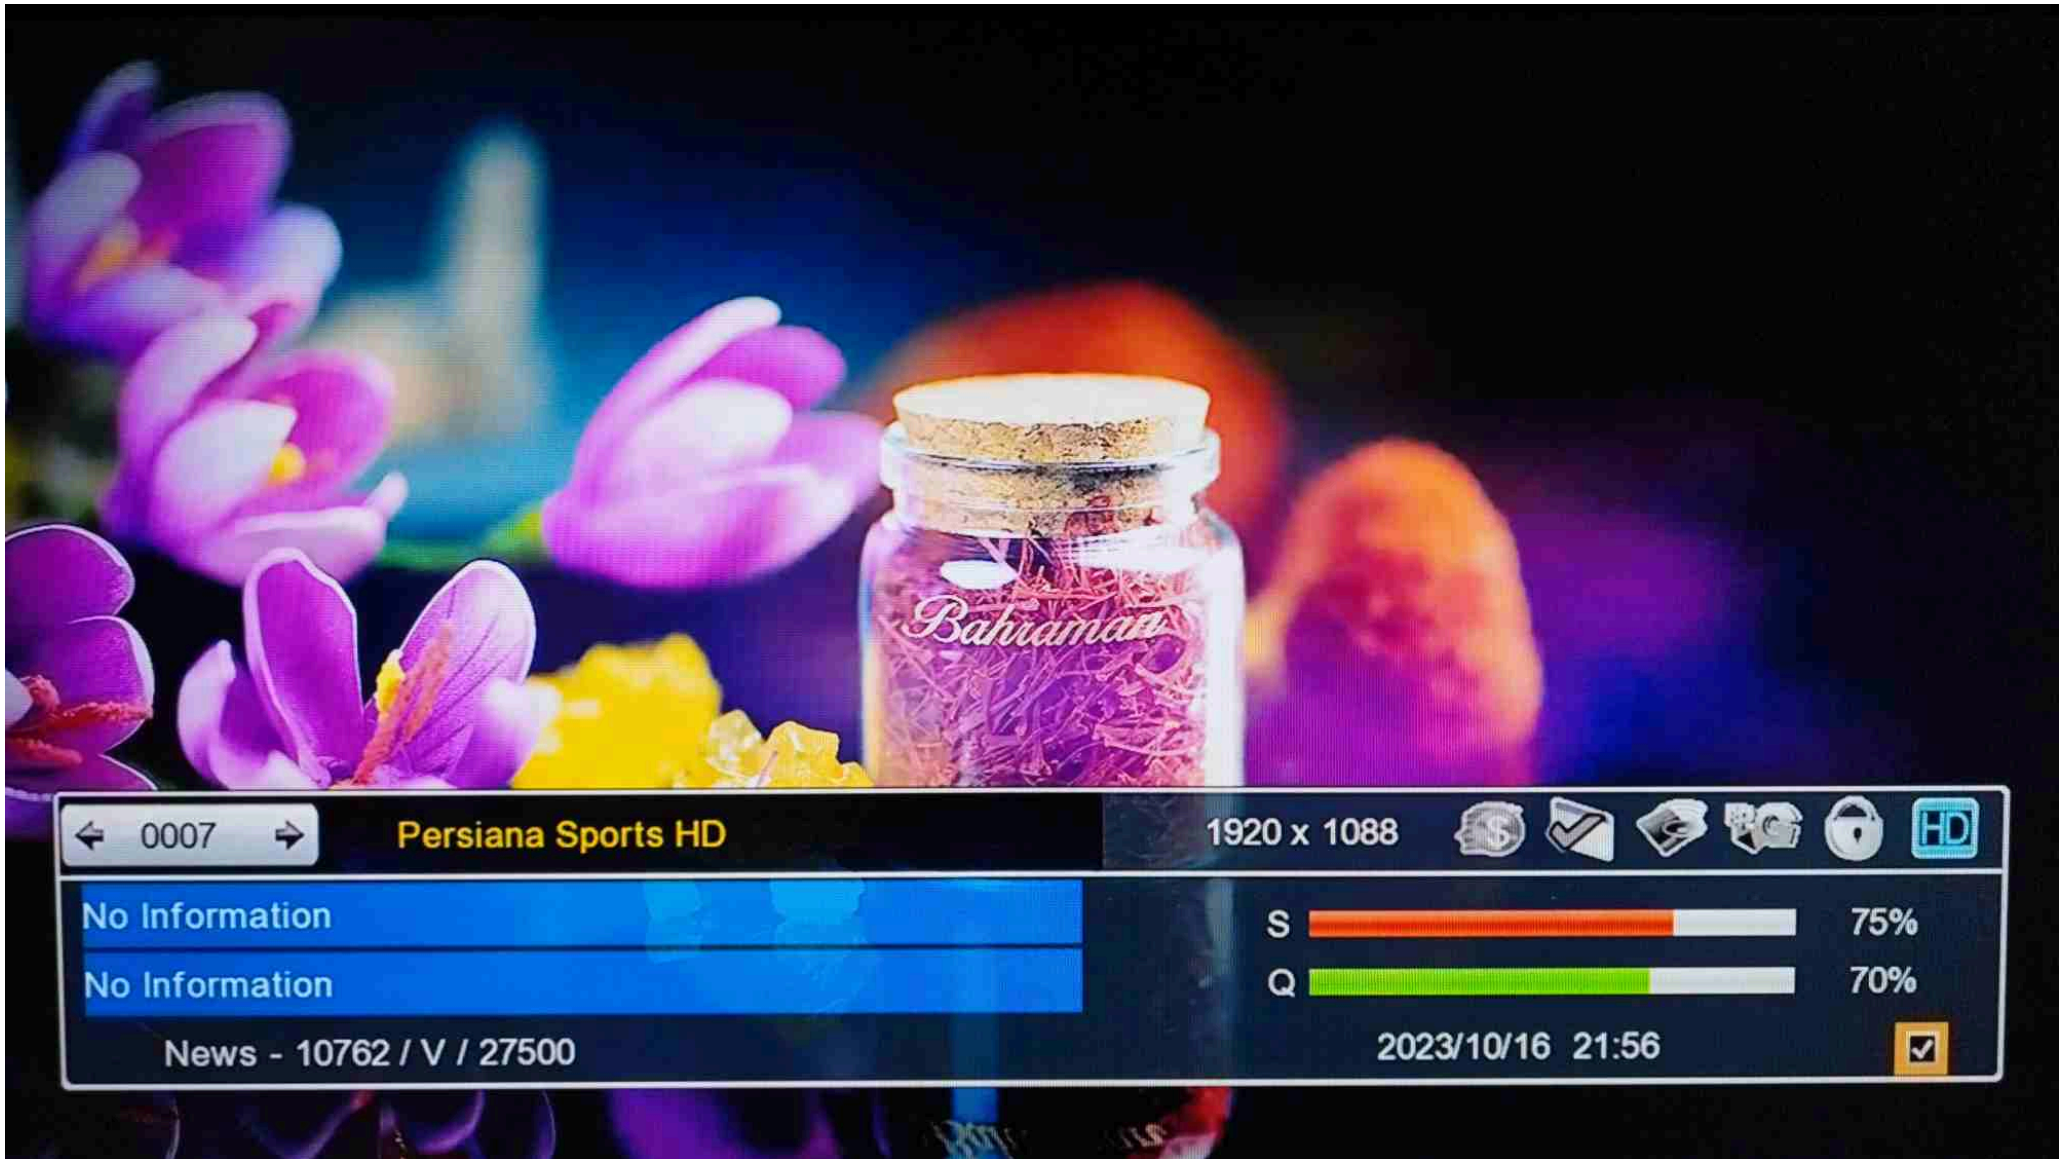 Bahraman
0007
Persiana Sports HD
1920 x 1088
HD
No Information
S 75%
No Information
Q 70%
News - 10762 / V / 27500
2023/10/16 21:56